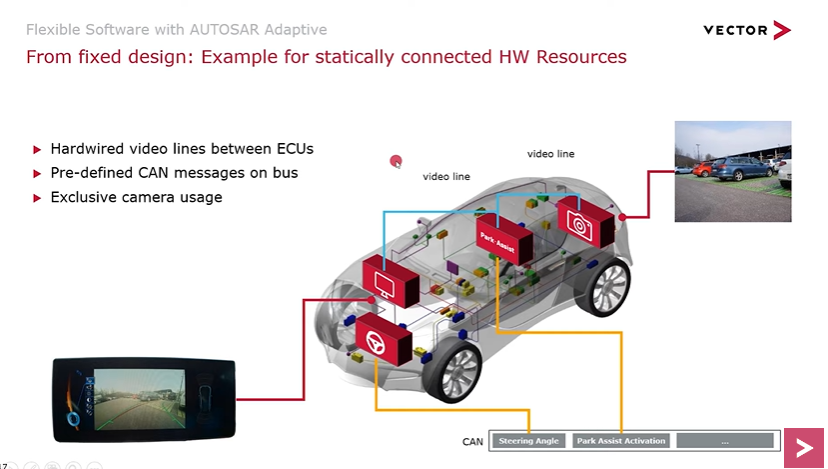 Flexible Software with AUTOSAR Adaptive
VECTOR
From fixed design: Example for statically connected HW Resources
Hardwired video lines between ECUs
Pre-defined CAN messages on bus
Exclusive camera usage
video line
video line
Park-Assist
CAN
Steering Angle
Park Assist Activation
...
17